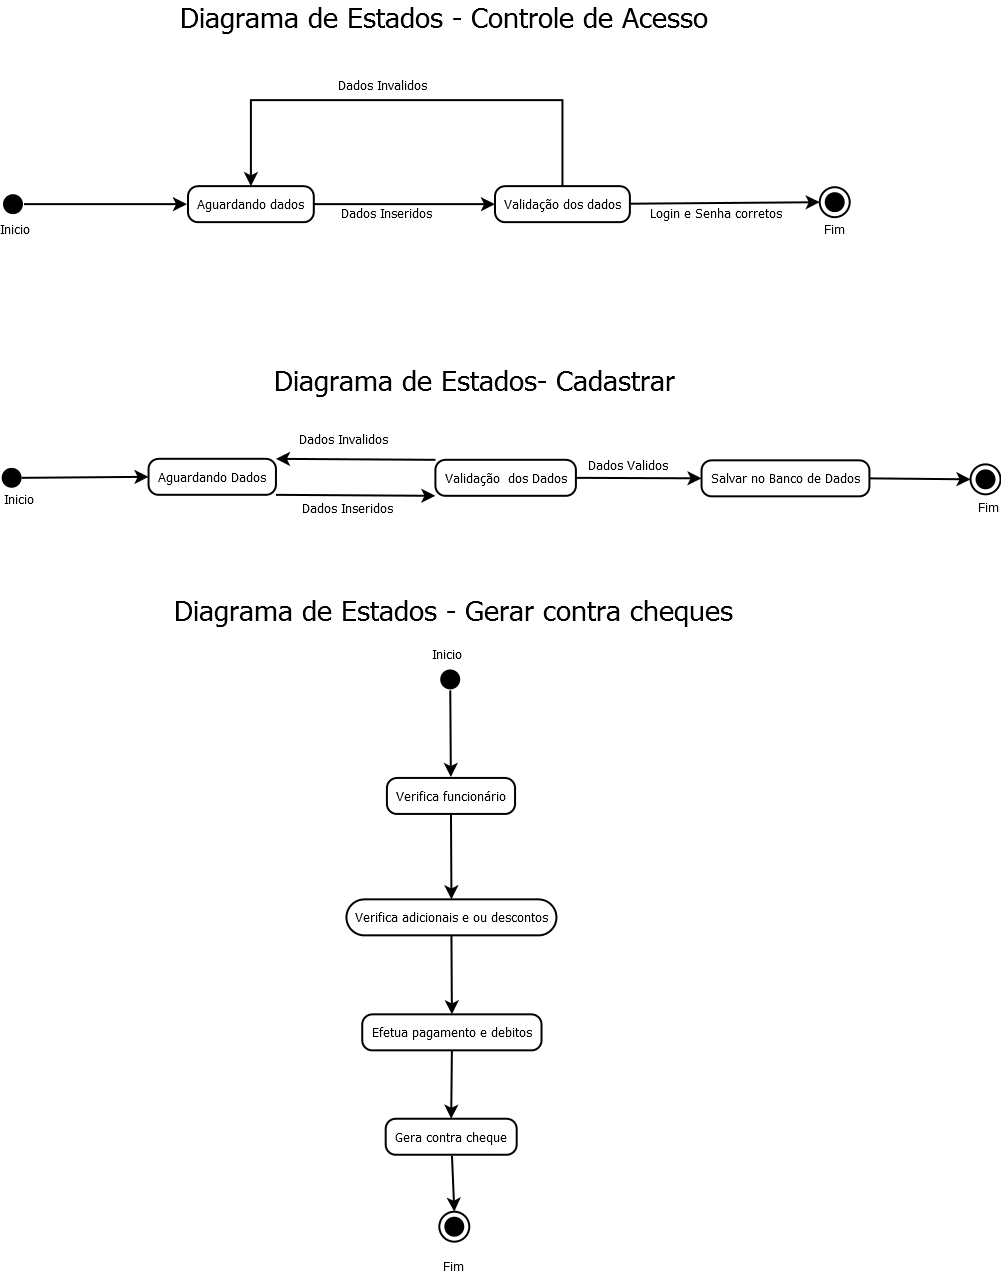 Diagrama de Estados - Controle de Acesso
Dados Invalidos
Aguardando dados
Dados Inseridos
Validação dos dados
Login e Senha corretos
Inicio
Fim
Diagrama de Estados- Cadastrar
Dados Invalidos
Aguardando Dados
Dados Inseridos
Validação  dos Dados
Dados Validos
Salvar no Banco de Dados
Inicio
Fim
Diagrama de Estados - Gerar contra cheques
Inicio
Verifica funcionário
Verifica adicionais e ou descontos
Efetua pagamento e debitos
Gera contra cheque
Fim